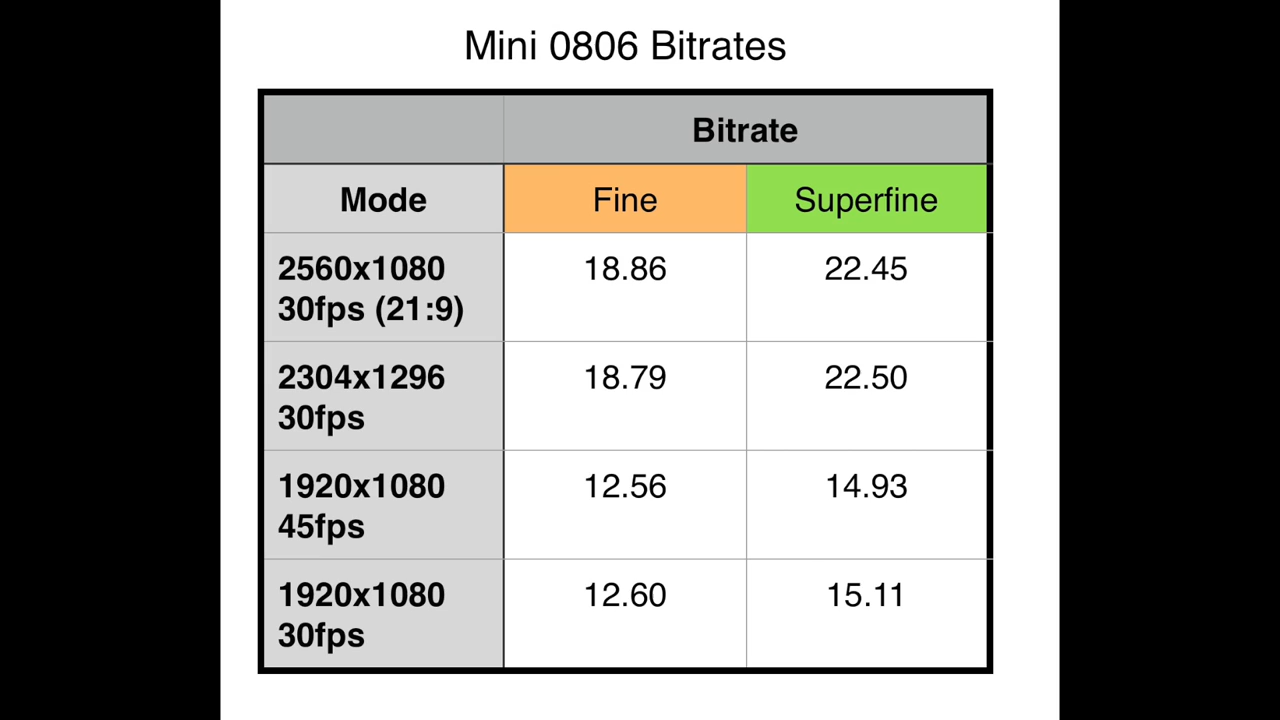 Mini 0806 Bitrates
Bitrate
Mode Fine Superfine
2560x1080 18.86 22.45
30fps (21:9)
2304x1296 18.79 22.50
30fps
1920x1080 12.56 14.93
45fps
1920x1080 12.60 15.11
30fps